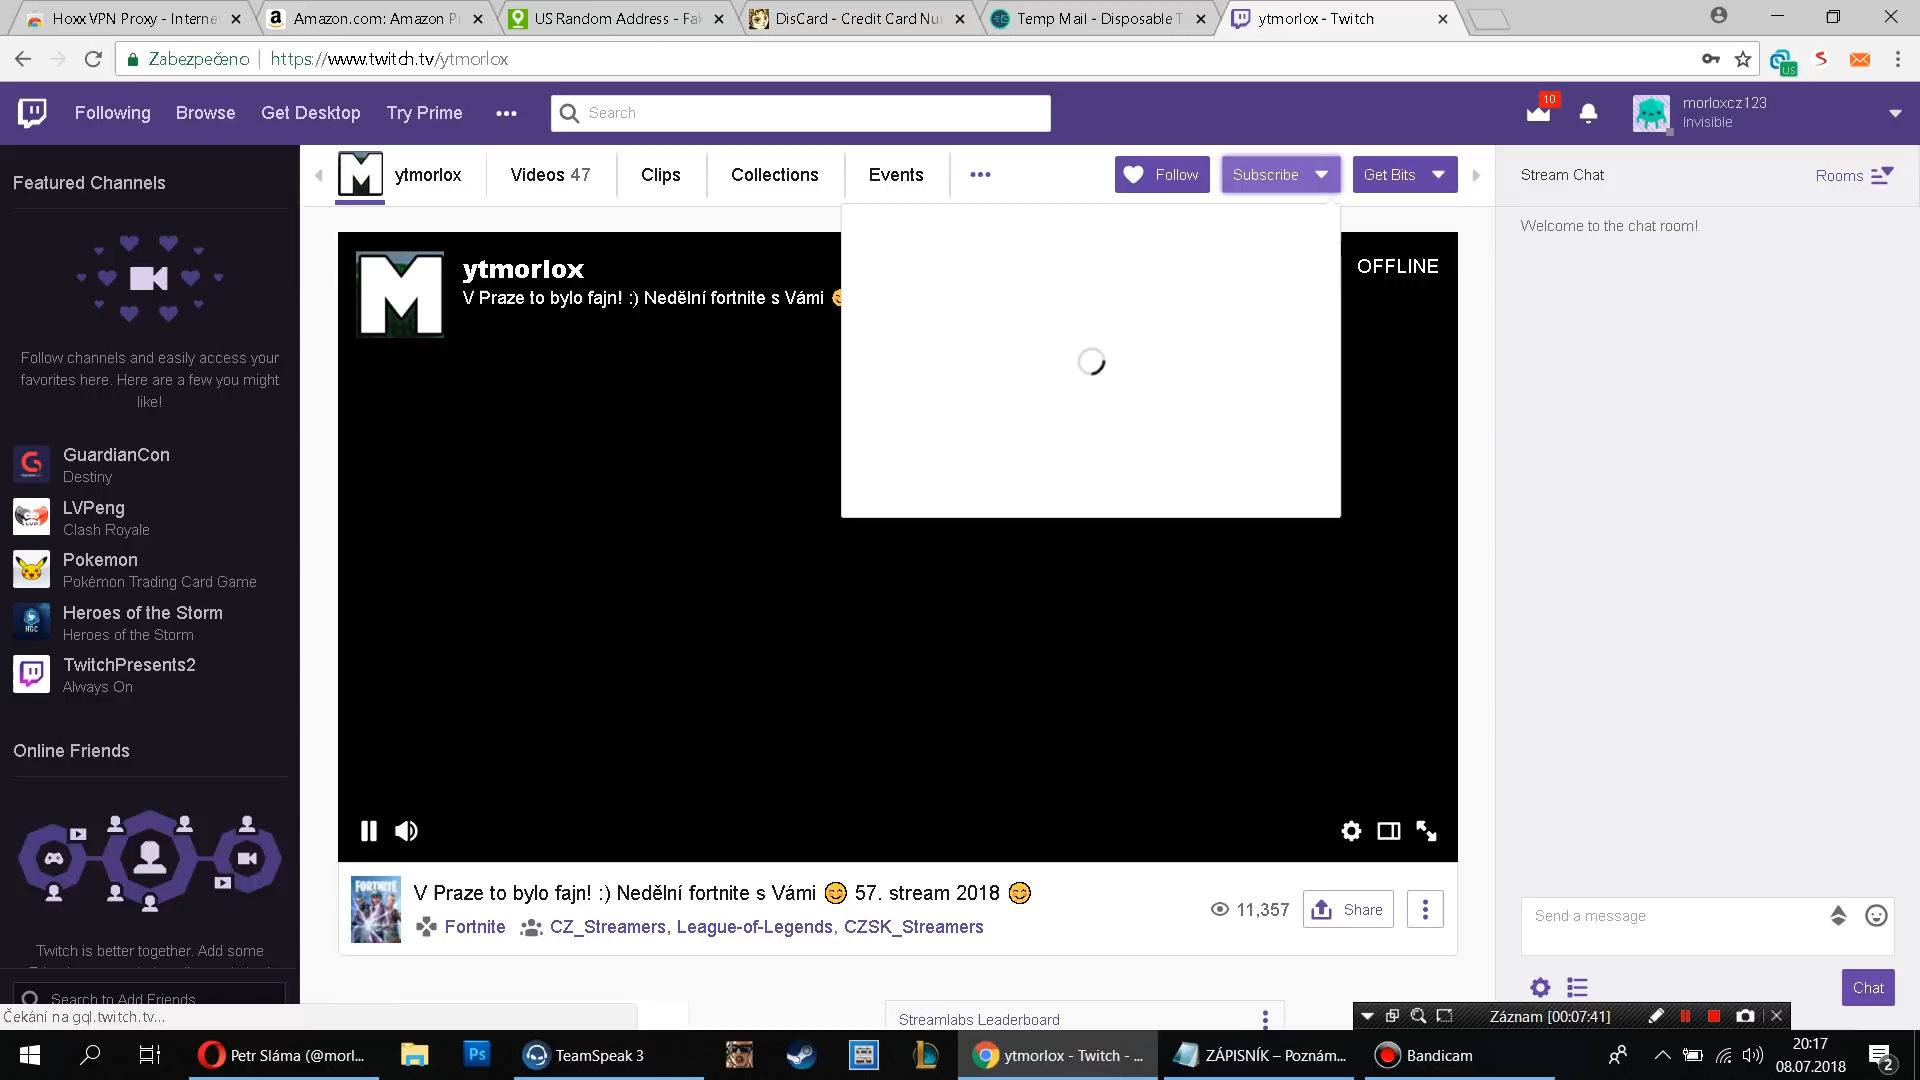 Hoxx VPN Proxy - Interne
Amazon.com: Amazon P
US Random Address - Fak
DisCard - Credit Card Nu
Temp Mail - Disposable T
ytmorlox - Twitch
Zabezpečeno
https://www.twitch.tv/ytmorlox
US
Following
Browse
Get Desktop
Try Prime
Search
10
morloxcz123
Invisible
Featured Channels
Follow channels and easily access your
favorites here. Here are a few you might
like!
GuardianCon
Destiny
LVPeng
Clash Royale
Pokemon
Pokémon Trading Card Game
Heroes of the Storm
Heroes of the Storm
TwitchPresents2
Always On
Online Friends
Twitch is better together. Add some
Search to Add Friends
Čekání na gql.twitch.tv...
ytmorlox
Videos 47
Clips
Collections
Events
Follow
Subscribe
Get Bits
ytmorlox
V Praze to bylo fajn! :) Nedělní fortnite s Vámi
OFFLINE
FORTNITE
V Praze to bylo fajn! :) Nedělní fortnite s Vámi 😊 57. stream 2018 😊
Fortnite
CZ_Streamers, League-of-Legends, CZSK_Streamers
11,357
Share
Streamlabs Leaderboard
Stream Chat
Rooms
Welcome to the chat room!
Send a message
Chat
Záznam [00:07:41]
Petr Sláma (@morl...
Ps
TeamSpeak 3
ytmorlox - Twitch - ...
ZÁPISNÍK – Poznám...
Bandicam
20:17
08.07.2018
2